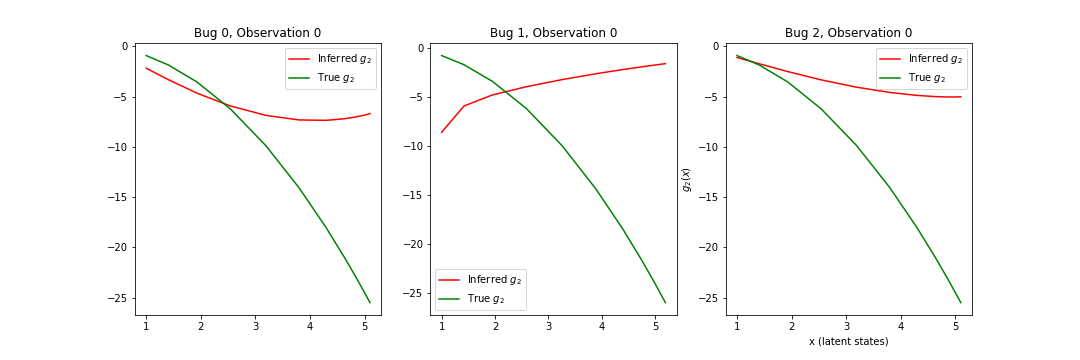 Bug 0, Observation 0
0
−5
−10
−15
−20
−25
1 2 3 4 5
Inferred g₂
True g₂
Bug 1, Observation 0
0
−5
−10
−15
−20
−25
1 2 3 4 5
Inferred g₂
True g₂
Bug 2, Observation 0
g₂(x)
0
−5
−10
−15
−20
−25
1 2 3 4 5
x (latent states)
Inferred g₂
True g₂